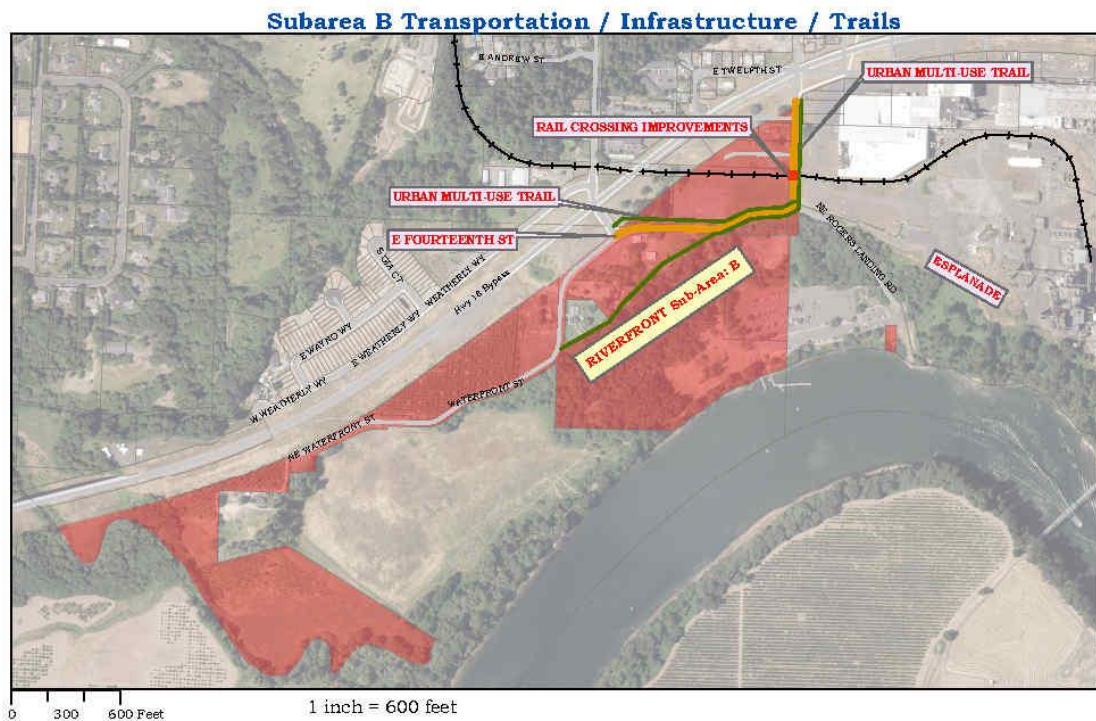 Subarea B Transportation / Infrastructure / Trails
E ANDREW ST
E TWELFTH ST
URBAN MULTI-USE TRAIL
RAIL CROSSING IMPROVEMENTS
URBAN MULTI-USE TRAIL
E FOURTEENTH ST
NE ROGERS LANDING RD
ESPLANADE
S GIA CT
E WEATHERLY WY
Hwy 18 Bypass
E WAYNO WY
W WEATHERLY WY
RIVERFRONT Sub-Area: B
WATERFRONT ST
NE WATERFRONT ST
0 300 600 Feet
1 inch = 600 feet